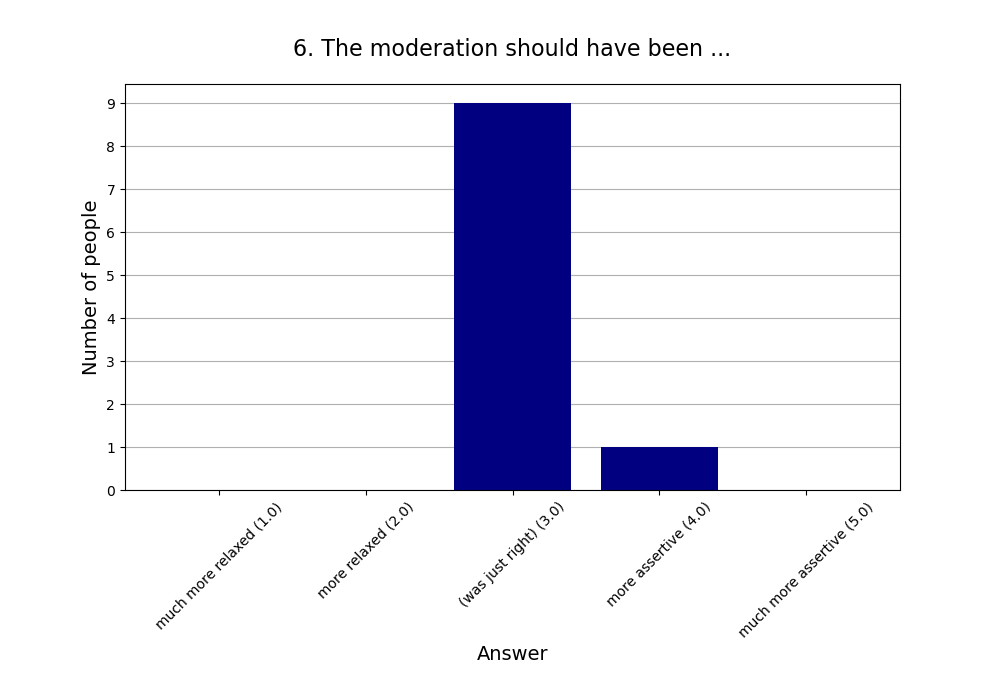 6. The moderation should have been ...
Number of people
9
8
7
6
5
4
3
2
1
0
much more relaxed (1.0)
more relaxed (2.0)
(was just right) (3.0)
more assertive (4.0)
much more assertive (5.0)
Answer